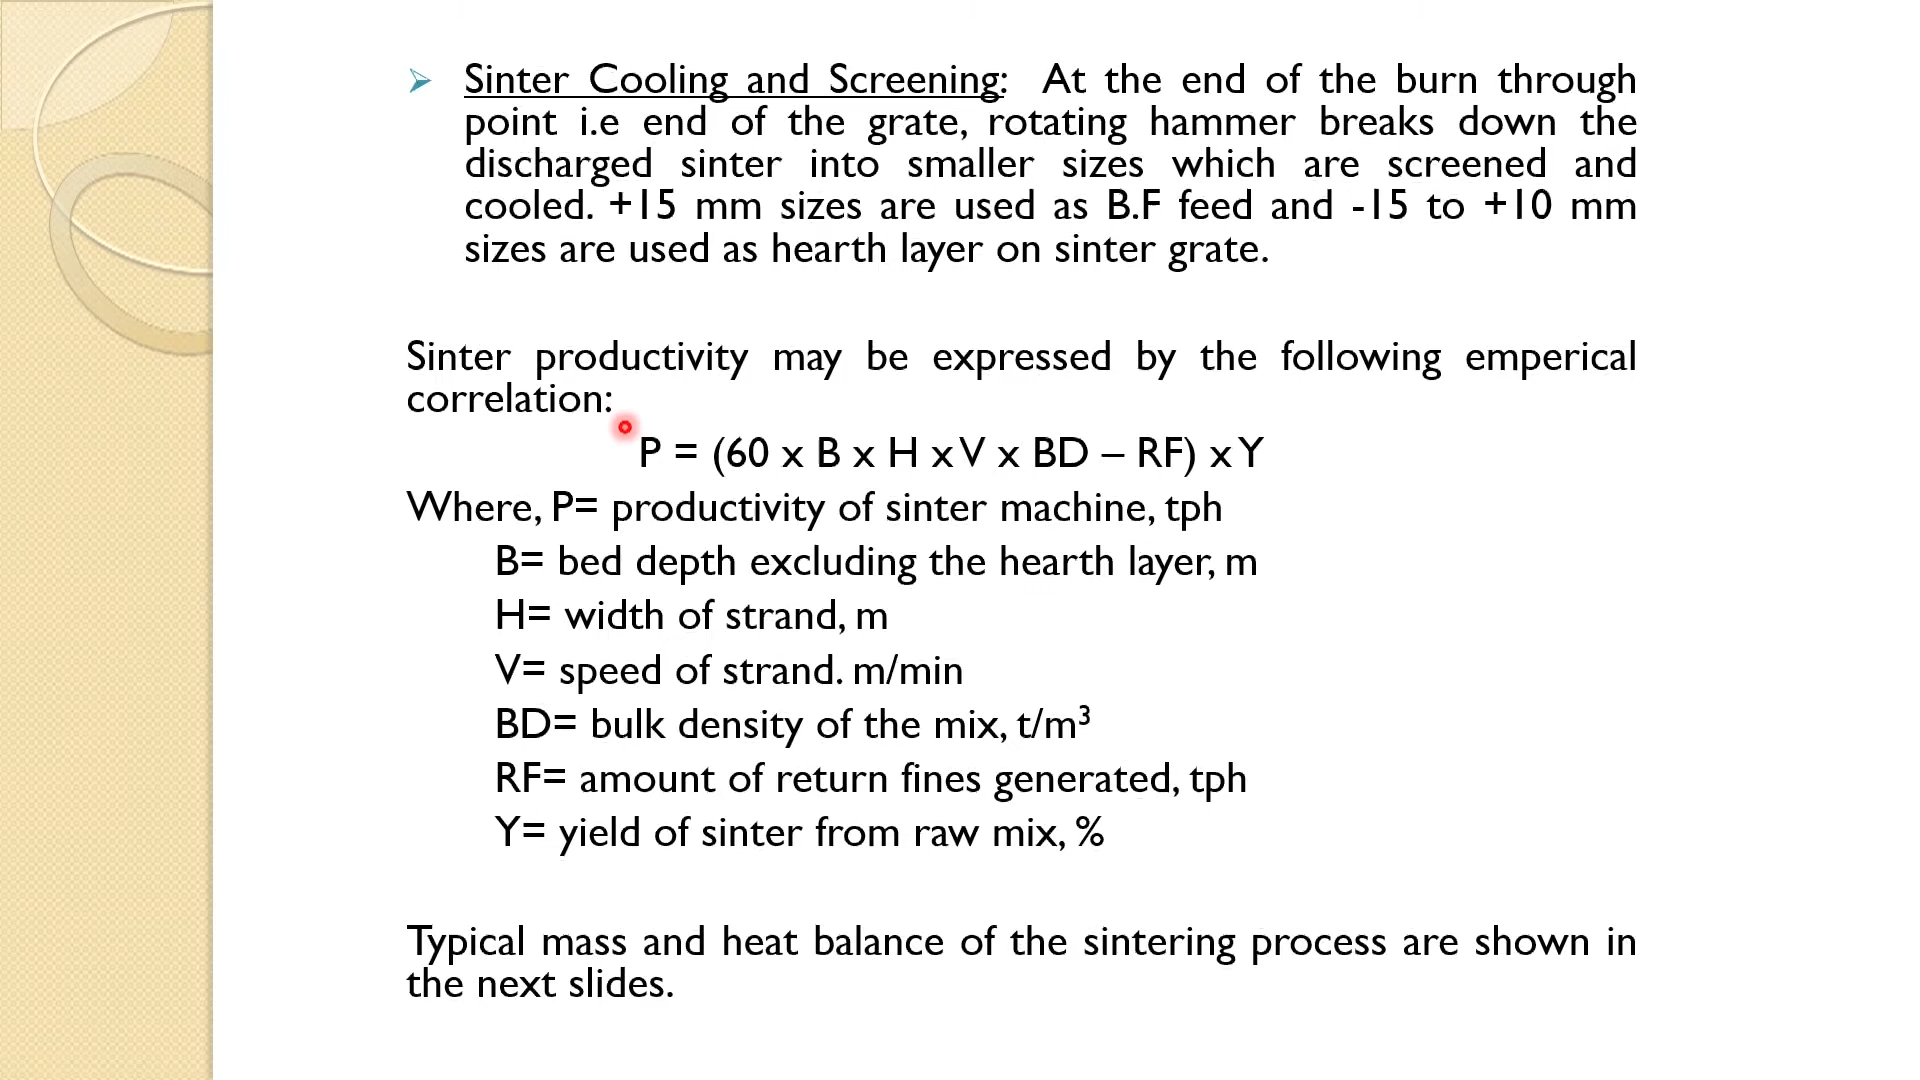 Sinter Cooling and Screening: At the end of the burn through
point i.e end of the grate, rotating hammer breaks down the
discharged sinter into smaller sizes which are screened and
cooled. +15 mm sizes are used as B.F feed and -15 to +10 mm
sizes are used as hearth layer on sinter grate.
Sinter productivity may be expressed by the following emperical
correlation:
P = (60 x B x H x V x BD – RF) x Y
Where, P= productivity of sinter machine, tph
B= bed depth excluding the hearth layer, m
H= width of strand, m
V= speed of strand. m/min
BD= bulk density of the mix, t/m³
RF= amount of return fines generated, tph
Y= yield of sinter from raw mix, %
Typical mass and heat balance of the sintering process are shown in
the next slides.